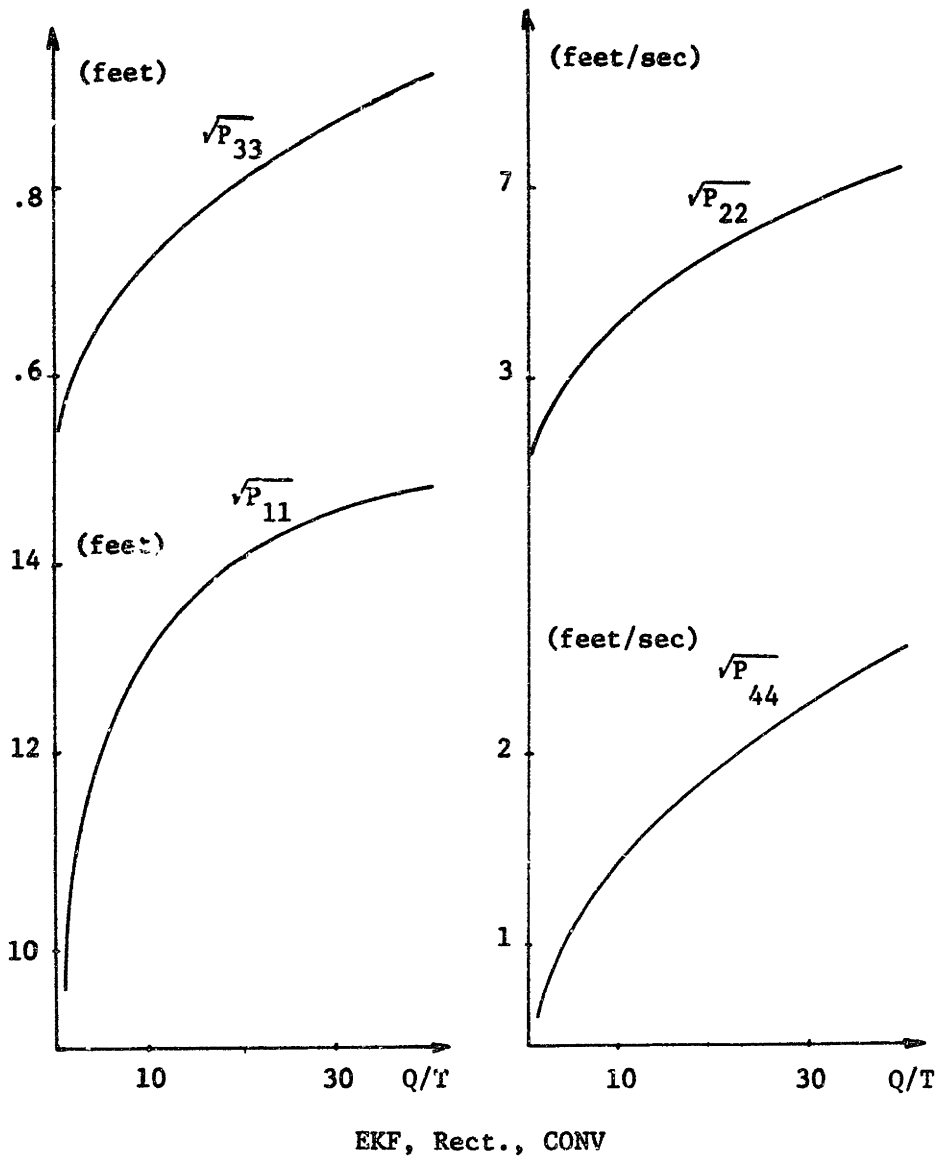 (feet)
√P33
.8
.6
√P11
(feet)
14
12
10
10 30 Q/T
(feet/sec)
7
√P22
3
(feet/sec)
√P44
2
1
10 30 Q/T
EKF, Rect., CONV